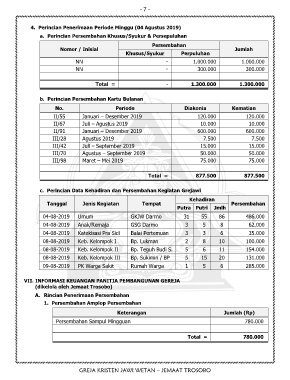 - 7 -
4. Perincian Penerimaan Periode Minggu (04 Agustus 2019)
a. Perincian Persembahan Khusus/Syukur & Persepuluhan
Nomor / Inisial Persembahan Jumlah
Khusus/Syukur Perpuluhan
NN - 1.000.000 1.000.000
NN - 300.000 300.000
Total = - 1.300.000 1.300.000
b. Perincian Persembahan Kartu Bulanan
No. Periode Diakonia Kematian
II/55 Januari – Desember 2019 120.000 120.000
II/67 Juli – Agustus 2019 10.000 10.000
II/91 Januari – Desember 2019 600.000 600.000
III/28 Agustus 2019 7.500 7.500
III/42 Juli – September 2019 15.000 15.000
III/70 Agustus – September 2019 50.000 50.000
III/98 Maret – Mei 2019 75.000 75.000
Total = 877.500 877.500
c. Perincian Data Kehadiran dan Persembahan Kegiatan Gerejawi
Tanggal Jenis Kegiatan Tempat Kehadiran Persembahan
Putra Putri Jmlh
04-08-2019 Umum GKJW Darmo 31 55 86 486.000
04-08-2019 Anak/Remaja GSG Darmo 3 5 8 62.000
04-08-2019 Katekisasi Pra Sidi Balai Pertemuan 3 3 6 35.000
08-08-2019 Keb. Kelompok I Bp. Lukman 2 8 10 100.000
08-08-2019 Keb. Kelompok II Bp. Teguh Budi S. 5 6 11 154.000
08-08-2019 Keb. Kelompok III Bp. Sukimin / BP 5 15 20 131.000
09-08-2019 PK Warga Sakit Rumah Warga 1 5 6 285.000
VII. INFORMASI KEUANGAN PANITIA PEMBANGUNAN GEREJA
(dikelola oleh Jemaat Trosobo)
A. Rincian Penerimaan Persembahan
1. Persembahan Amplop Persembahan
Keterangan Jumlah (Rp)
Persembahan Sampul Mingguan 780.000
Total = 780.000
GREJA KRISTEN JAWI WETAN – JEMAAT TROSOBO